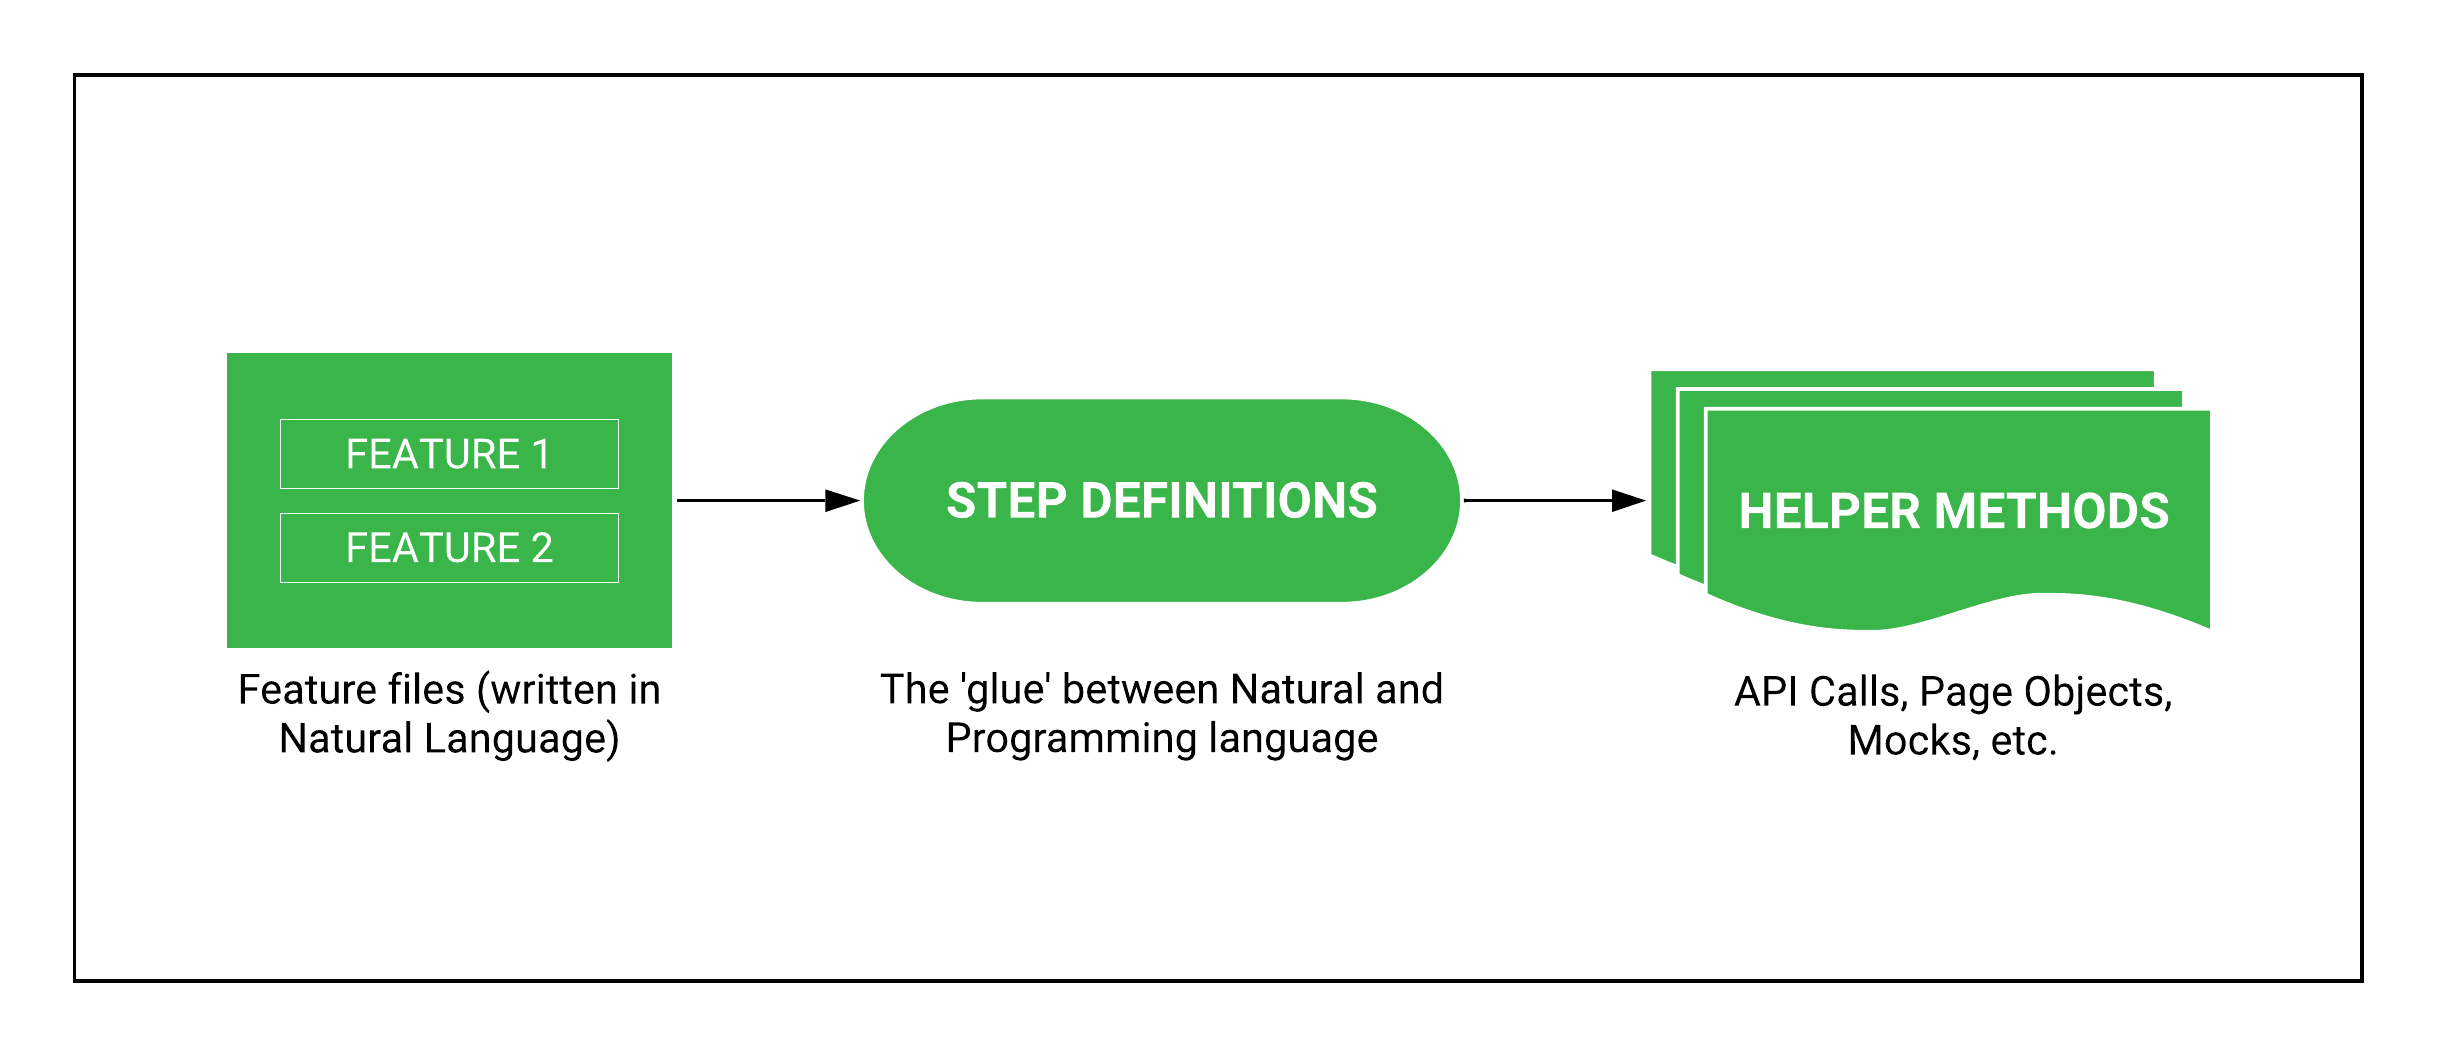 FEATURE 1
FEATURE 2
Feature files (written in
Natural Language)
STEP DEFINITIONS
The 'glue' between Natural and
Programming language
HELPER METHODS
API Calls, Page Objects,
Mocks, etc.